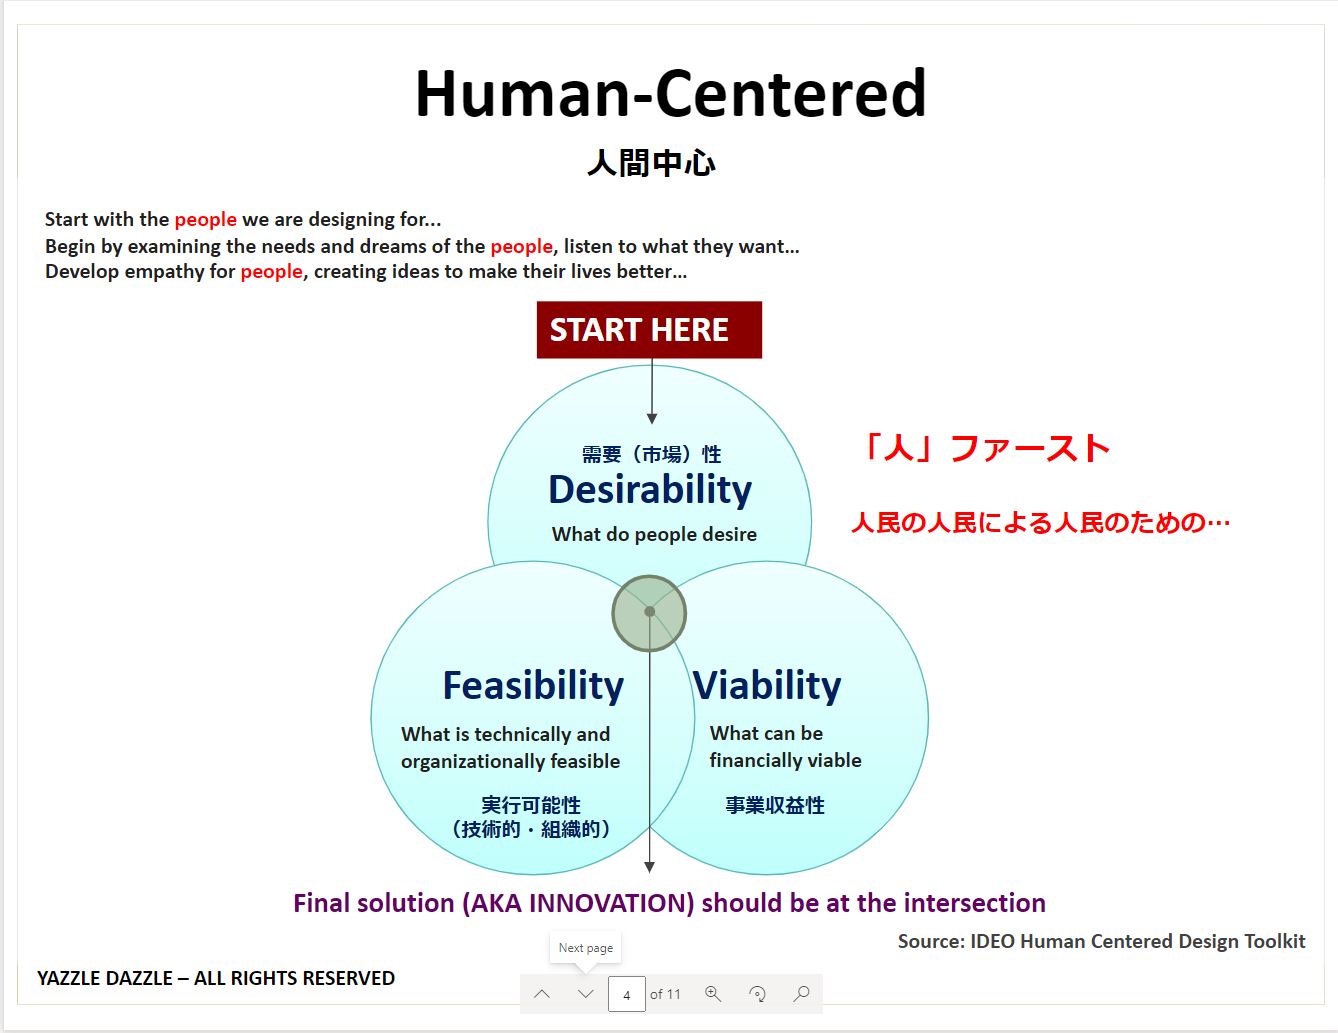 Human-Centered
人間中心
Start with the people we are designing for...
Begin by examining the needs and dreams of the people, listen to what they want...
Develop empathy for people, creating ideas to make their lives better...
START HERE
需要（市場）性
Desirability
What do people desire
「人」ファースト
人民の人民による人民のための…
Feasibility
What is technically and
organizationally feasible
実行可能性
（技術的・組織的）
Viability
What can be
financially viable
事業収益性
Final solution (AKA INNOVATION) should be at the intersection
Source: IDEO Human Centered Design Toolkit
YAZZLE DAZZLE – ALL RIGHTS RESERVED
Next page
4 of 11